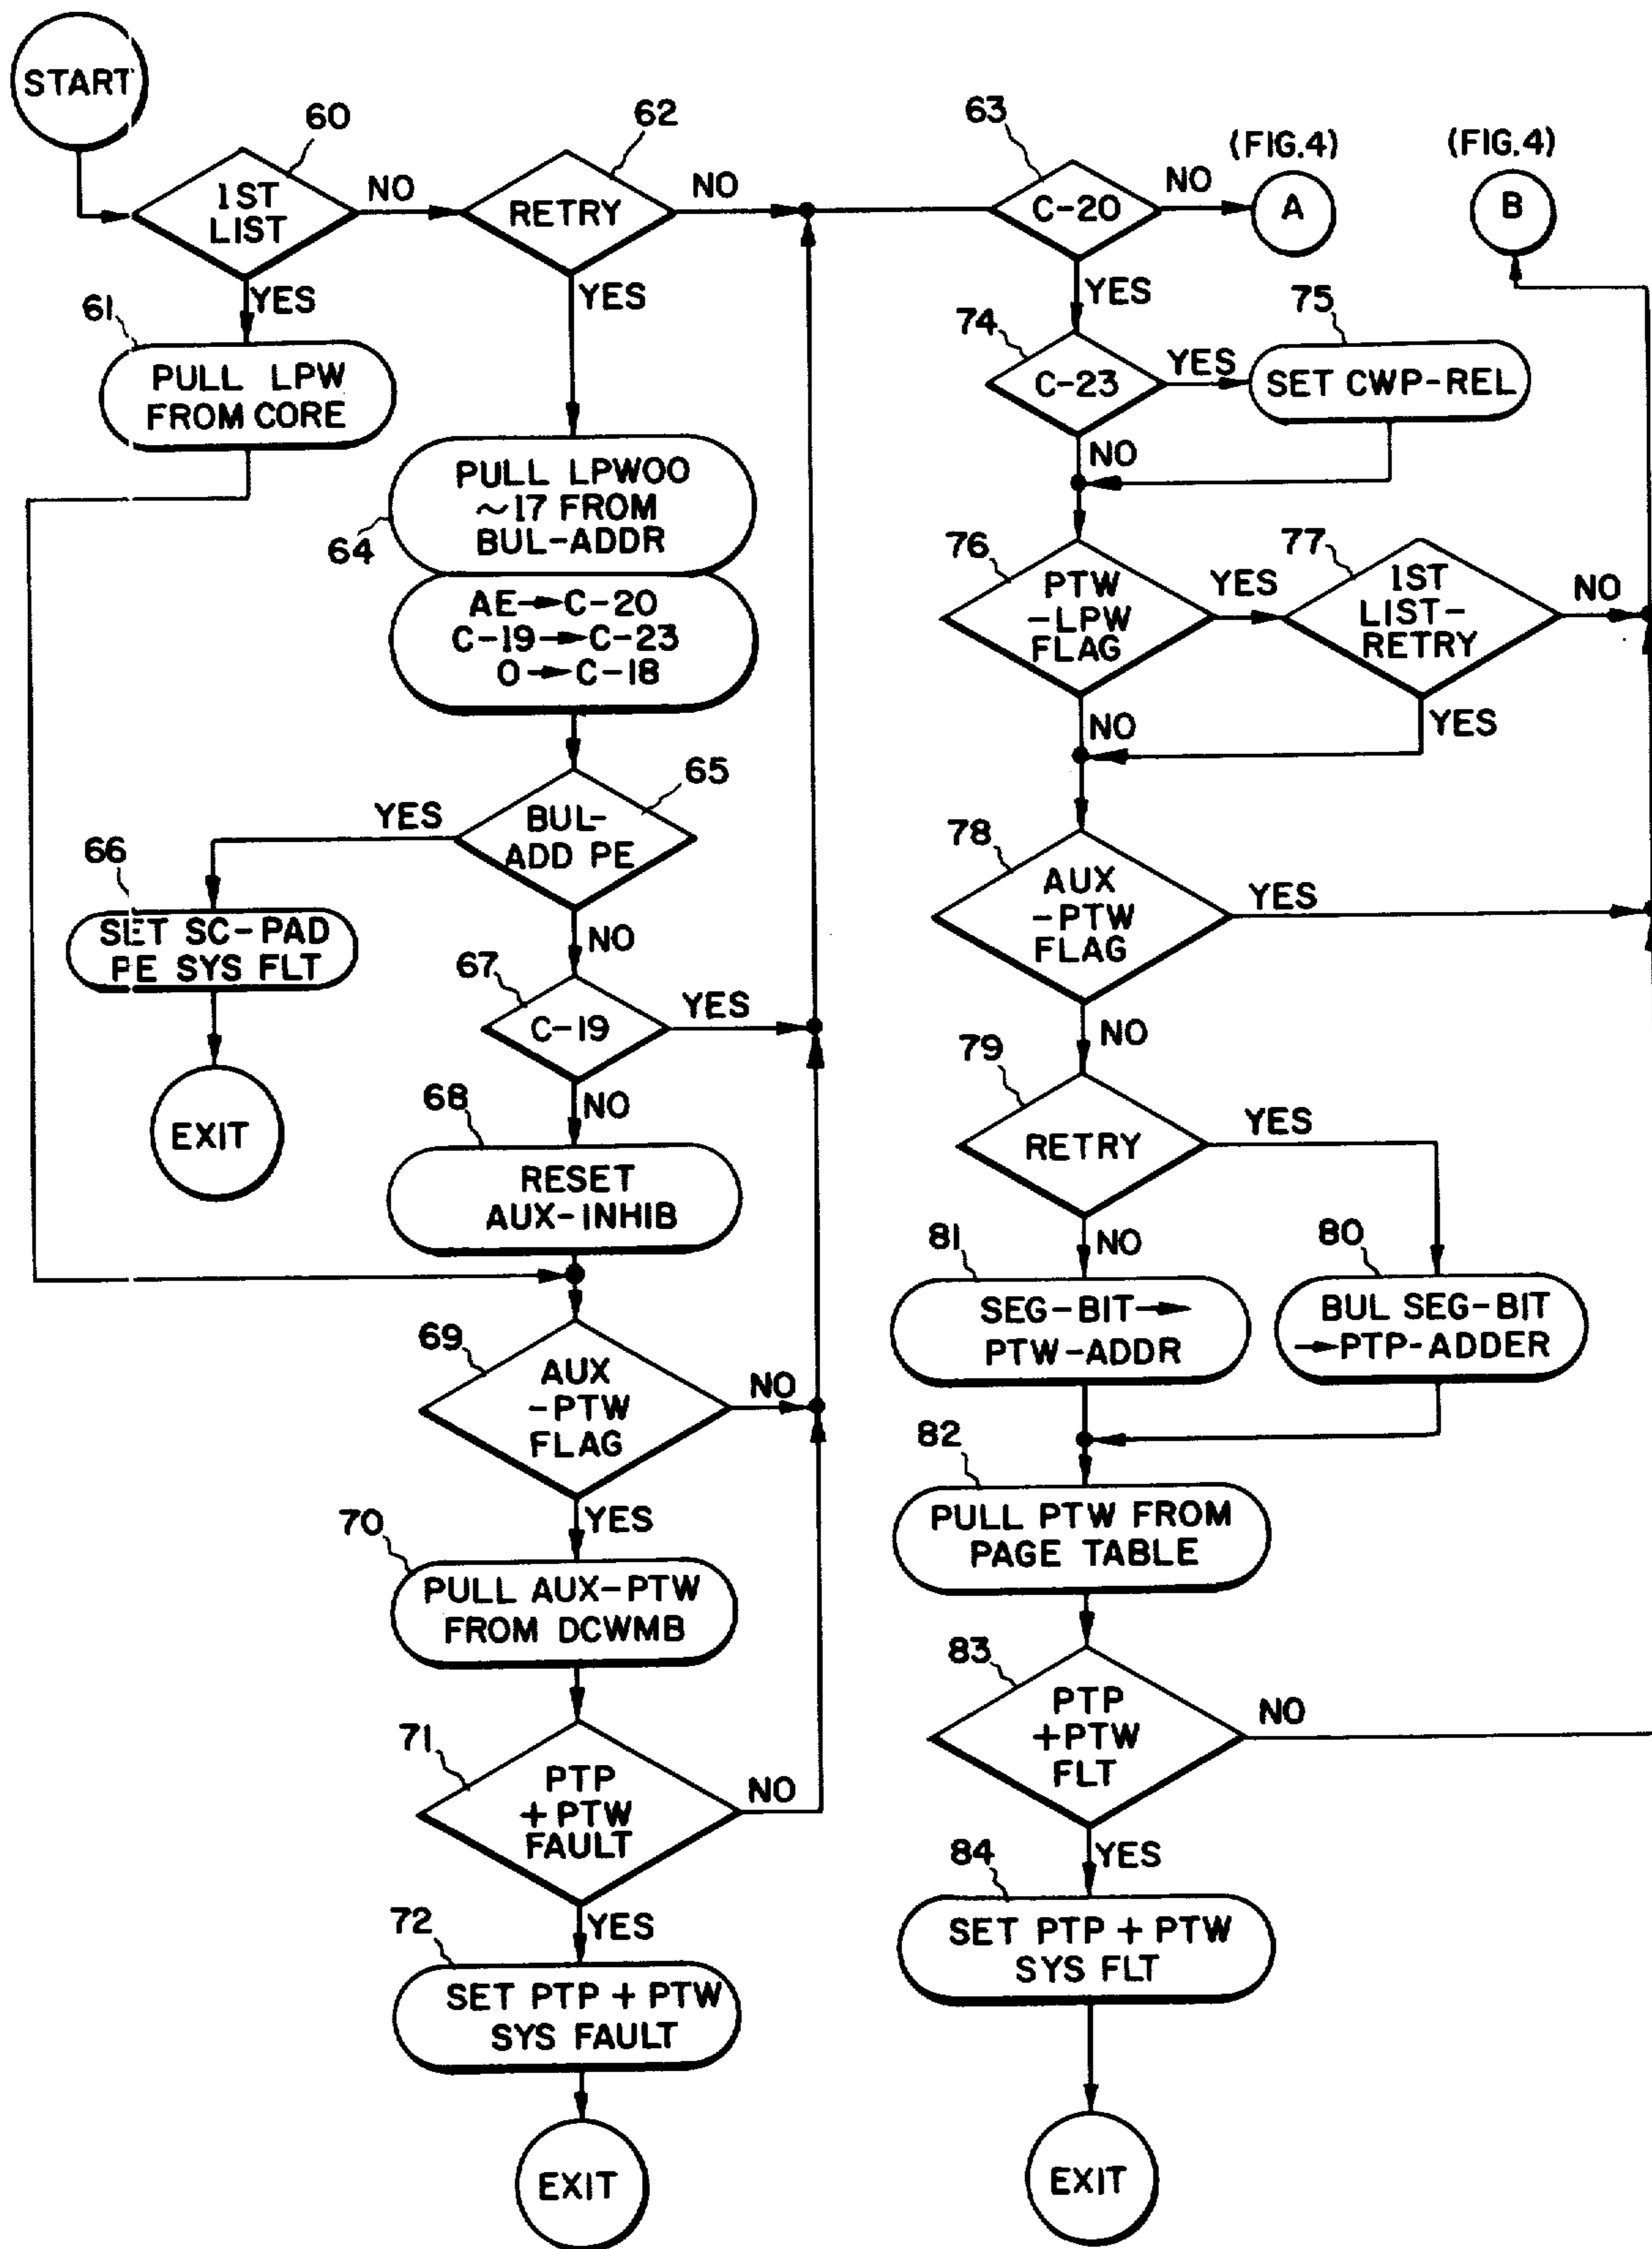 START
60
1ST
LIST
NO
YES
61
PULL LPW
FROM CORE
62
RETRY
NO
YES
64
PULL LPW00
~17 FROM
BUL-ADDR
AE→C-20
C-19→C-23
0→C-18
65
BUL-
ADD PE
YES
NO
66
SET SC-PAD
PE SYS FLT
EXIT
67
C-19
YES
NO
68
RESET
AUX-INHIB
69
AUX
-PTW
FLAG
NO
YES
70
PULL AUX-PTW
FROM DCWMB
71
PTP
+PTW
FAULT
NO
YES
72
SET PTP + PTW
SYS FAULT
EXIT
63
C-20
NO
YES
(FIG.4)
A
(FIG.4)
B
74
C-23
YES
NO
75
SET CWP-REL
76
PTW
-LPW
FLAG
YES
NO
77
1ST
LIST-
RETRY
NO
YES
78
AUX
-PTW
FLAG
YES
NO
79
RETRY
YES
NO
81
SEG-BIT→
PTW-ADDR
80
BUL SEG-BIT
→PTP-ADDER
82
PULL PTW FROM
PAGE TABLE
83
PTP
+PTW
FLT
NO
YES
84
SET PTP + PTW
SYS FLT
EXIT